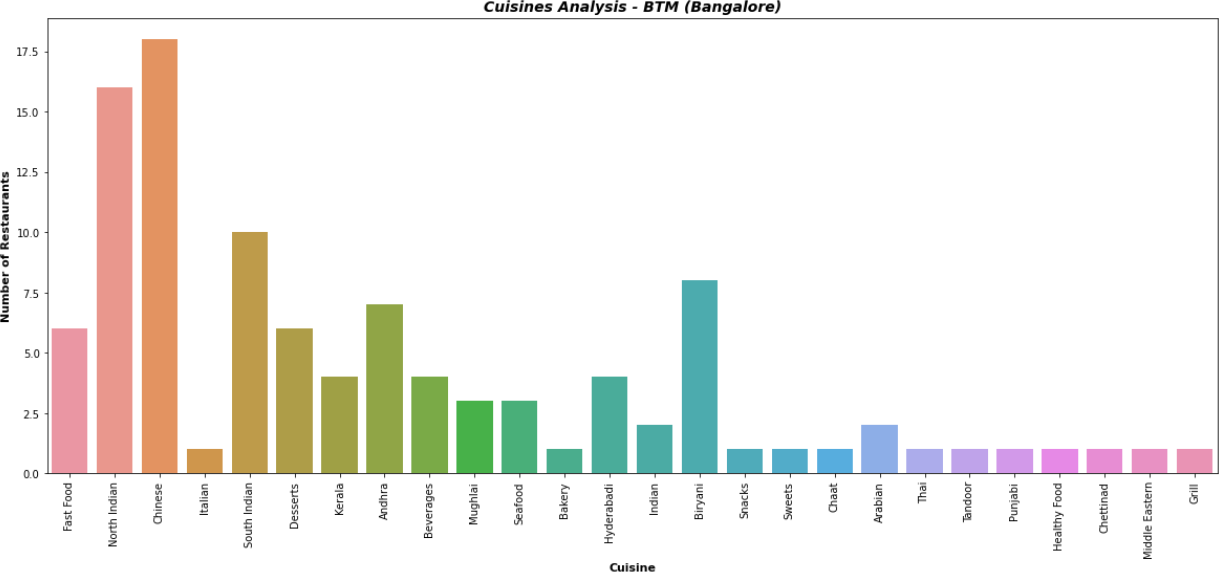 Cuisines Analysis - BTM (Bangalore)
Number of Restaurants
17.5
15.0
12.5
10.0
7.5
5.0
2.5
0.0
Fast Food
North Indian
Chinese
Italian
South Indian
Desserts
Kerala
Andhra
Beverages
Mughlai
Seafood
Bakery
Hyderabadi
Indian
Biryani
Snacks
Sweets
Chaat
Arabian
Thai
Tandoor
Punjabi
Healthy Food
Chettinad
Middle Eastern
Grill
Cuisine